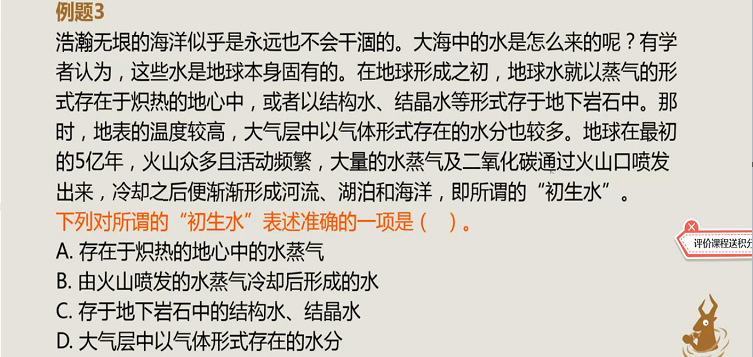 例题3
浩瀚无垠的海洋似乎是永远也不会干涸的。大海中的水是怎么来的呢？有学
者认为，这些水是地球本身固有的。在地球形成之初，地球水就以蒸气的形
式存在于炽热的地心中，或者以结构水、结晶水等形式存于地下岩石中。那
时，地表的温度较高，大气层中以气体形式存在的水分也较多。地球在最初
的5亿年，火山众多且活动频繁，大量的水蒸气及二氧化碳通过火山口喷发
出来，冷却之后便渐渐形成河流、湖泊和海洋，即所谓的“初生水”。
下列对所谓的“初生水”表述准确的一项是（ ）。
A. 存在于炽热的地心中的水蒸气
B. 由火山喷发的水蒸气冷却后形成的水
C. 存于地下岩石中的结构水、结晶水
D. 大气层中以气体形式存在的水分
评价课程送积分